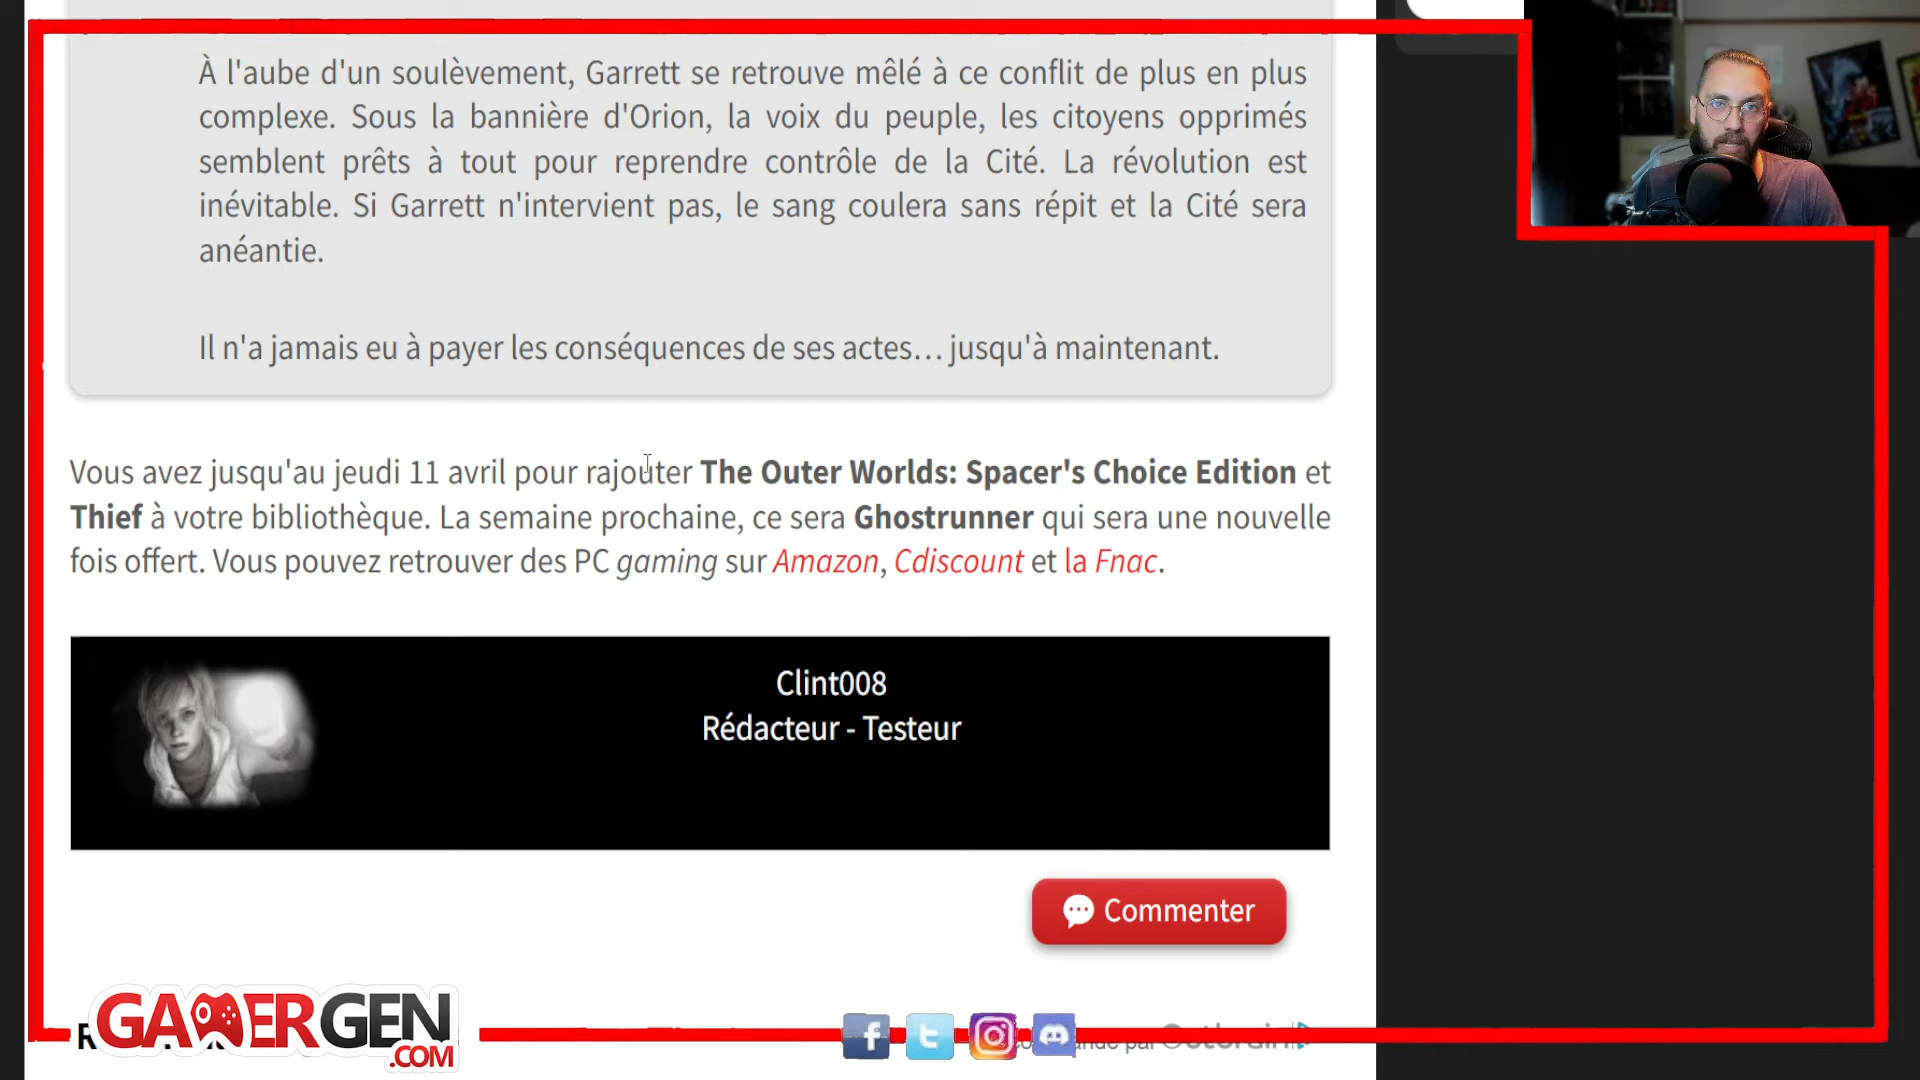 À l'aube d'un soulèvement, Garrett se retrouve mêlé à ce conflit de plus en plus
complexe. Sous la bannière d'Orion, la voix du peuple, les citoyens opprimés
semblent prêts à tout pour reprendre contrôle de la Cité. La révolution est
inévitable. Si Garrett n'intervient pas, le sang coulera sans répit et la Cité sera
anéantie.
Il n'a jamais eu à payer les conséquences de ses actes… jusqu'à maintenant.
Vous avez jusqu'au jeudi 11 avril pour rajouter The Outer Worlds: Spacer's Choice Edition et
Thief à votre bibliothèque. La semaine prochaine, ce sera Ghostrunner qui sera une nouvelle
fois offert. Vous pouvez retrouver des PC gaming sur Amazon, Cdiscount et la Fnac.
Clint008
Rédacteur - Testeur
Commenter
GAMERGEN
.COM